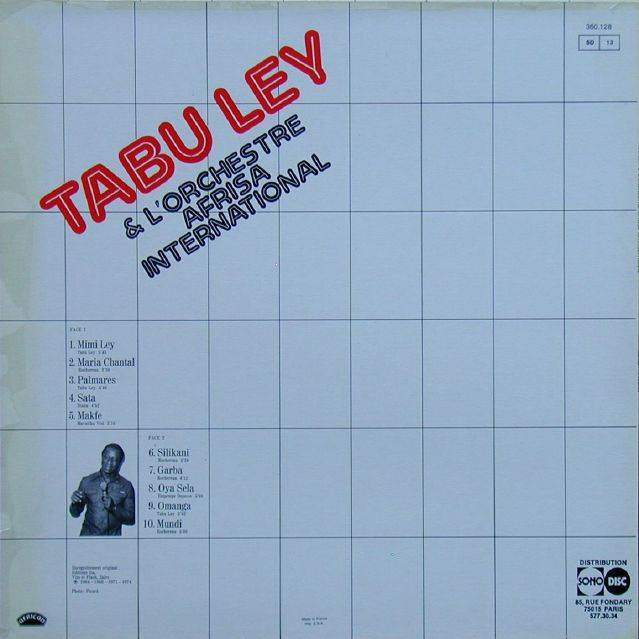 360.128
50 13
TABU LEY
& L'ORCHESTRE
AFRISA
INTERNATIONAL
FACE 1
1. Mimi Ley
Tabu Ley
2. Maria Chantal
Rochereau
3. Palmares
Tabu Ley
4. Sata
5. Makfe
FACE 2
6. Silikani
Rochereau
7. Garba
Rochereau
8. Oya Sela
9. Omanga
Tabu Ley
10. Mundi
Rochereau
Enregistrement original :
Photo: Picard
AFRICAN
Made in France
DISTRIBUTION
SONO DISC
85, RUE FONDARY
75015 PARIS
577.30.34